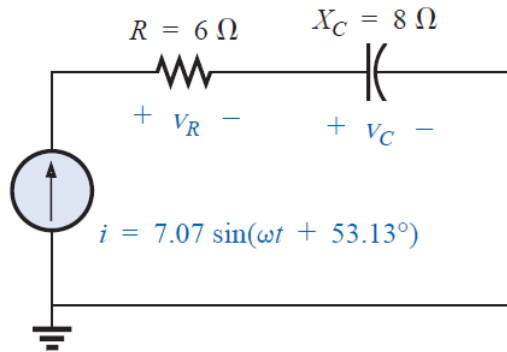 R = 6 Ω
X_C = 8 Ω
+ v_R −
+ v_C −
i = 7.07 sin(ωt + 53.13°)